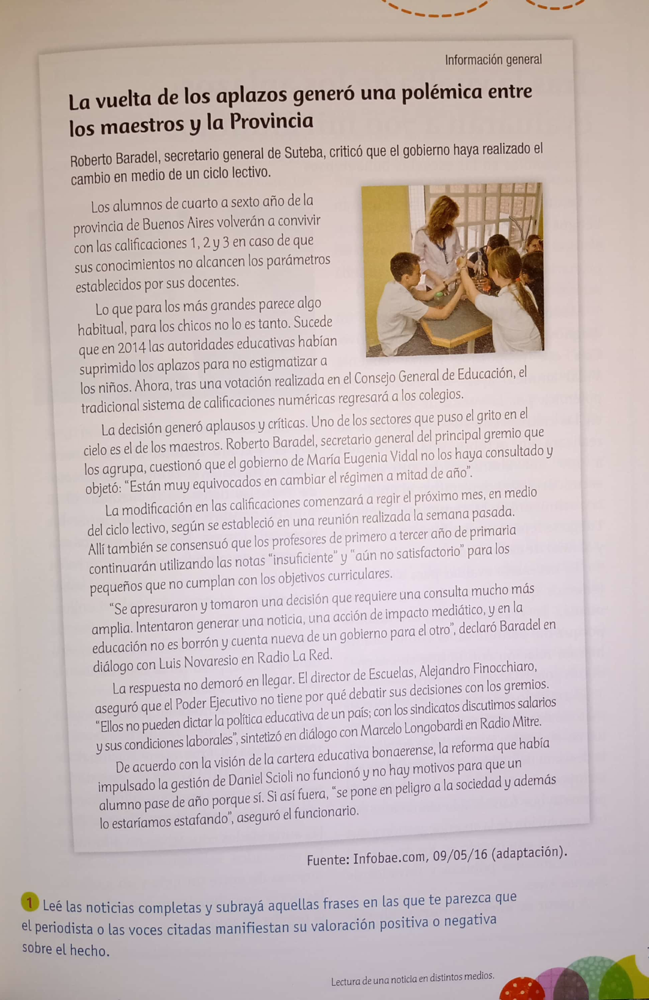 Información general
La vuelta de los aplazos generó una polémica entre
los maestros y la Provincia
Roberto Baradel, secretario general de Suteba, criticó que el gobierno haya realizado el
cambio en medio de un ciclo lectivo.
Los alumnos de cuarto a sexto año de la
provincia de Buenos Aires volverán a convivir
con las calificaciones 1, 2 y 3 en caso de que
sus conocimientos no alcancen los parámetros
establecidos por sus docentes.
Lo que para los más grandes parece algo
habitual, para los chicos no lo es tanto. Sucede
que en 2014 las autoridades educativas habían
suprimido los aplazos para no estigmatizar a
los niños. Ahora, tras una votación realizada en el Consejo General de Educación, el
tradicional sistema de calificaciones numéricas regresará a los colegios.
La decisión generó aplausos y críticas. Uno de los sectores que puso el grito en el
cielo es el de los maestros. Roberto Baradel, secretario general del principal gremio que
los agrupa, cuestionó que el gobierno de María Eugenia Vidal no los haya consultado y
objetó: “Están muy equivocados en cambiar el régimen a mitad de año”.
La modificación en las calificaciones comenzará a regir el próximo mes, en medio
del ciclo lectivo, según se estableció en una reunión realizada la semana pasada.
Allí también se consensuó que los profesores de primero a tercer año de primaria
continuarán utilizando las notas “insuficiente” y “aún no satisfactorio” para los
pequeños que no cumplan con los objetivos curriculares.
“Se apresuraron y tomaron una decisión que requiere una consulta mucho más
amplia. Intentaron generar una noticia, una acción de impacto mediático, y en la
educación no es borrón y cuenta nueva de un gobierno para el otro”, declaró Baradel en
diálogo con Luis Novaresio en Radio La Red.
La respuesta no demoró en llegar. El director de Escuelas, Alejandro Finocchiaro,
aseguró que el Poder Ejecutivo no tiene por qué debatir sus decisiones con los gremios.
“Ellos no pueden dictar la política educativa de un país; con los sindicatos discutimos salarios
y sus condiciones laborales”, sintetizó en diálogo con Marcelo Longobardi en Radio Mitre.
De acuerdo con la visión de la cartera educativa bonaerense, la reforma que había
impulsado la gestión de Daniel Scioli no funcionó y no hay motivos para que un
alumno pase de año porque sí. Si así fuera, “se pone en peligro a la sociedad y además
lo estaríamos estafando”, aseguró el funcionario.
Fuente: Infobae.com, 09/05/16 (adaptación).
1 Leé las noticias completas y subrayá aquellas frases en las que te parezca que
el periodista o las voces citadas manifiestan su valoración positiva o negativa
sobre el hecho.
Lectura de una noticia en distintos medios.